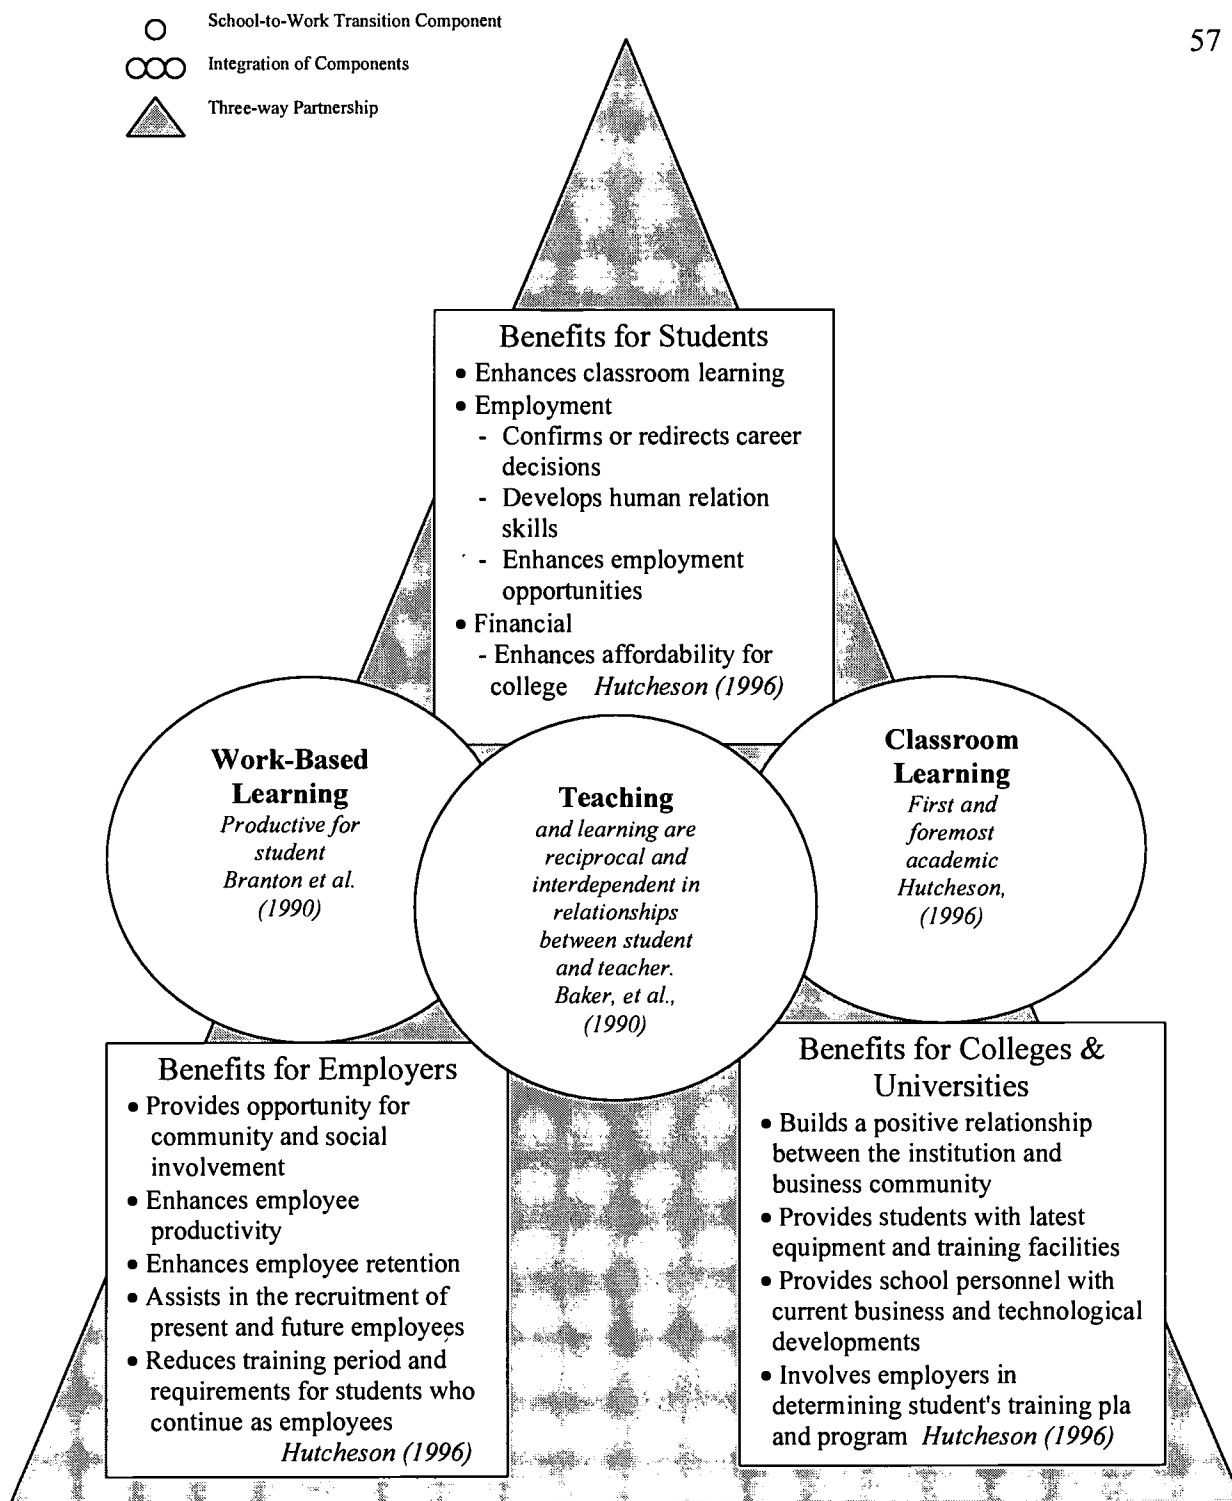 School-to-Work Transition Component
57
Integration of Components
Three-way Partnership
Benefits for Students
• Enhances classroom learning
• Employment
- Confirms or redirects career
decisions
- Develops human relation
skills
- Enhances employment
opportunities
• Financial
- Enhances affordability for
college Hutcheson (1996)
Work-Based
Learning
Productive for
student
Branton et al.
(1990)
Teaching
and learning are
reciprocal and
interdependent in
relationships
between student
and teacher.
Baker, et al.,
(1990)
Classroom
Learning
First and
foremost
academic
Hutcheson,
(1996)
Benefits for Employers
• Provides opportunity for
community and social
involvement
• Enhances employee
productivity
• Enhances employee retention
• Assists in the recruitment of
present and future employees
• Reduces training period and
requirements for students who
continue as employees
Hutcheson (1996)
Benefits for Colleges &
Universities
• Builds a positive relationship
between the institution and
business community
• Provides students with latest
equipment and training facilities
• Provides school personnel with
current business and technological
developments
• Involves employers in
determining student's training pla
and program Hutcheson (1996)